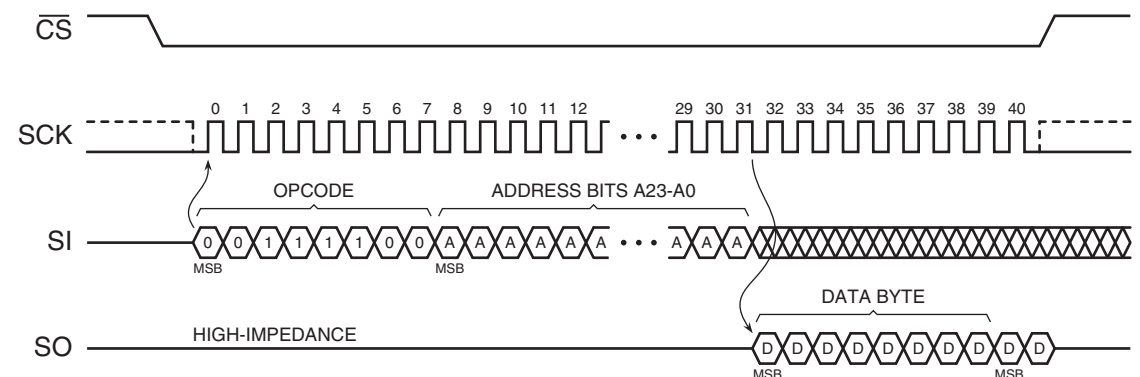 CS
0 1 2 3 4 5 6 7 8 9 10 11 12 29 30 31 32 33 34 35 36 37 38 39 40
SCK
OPCODE ADDRESS BITS A23-A0
SI 0 0 1 1 1 1 0 0 A A A A A A A A A
MSB MSB
DATA BYTE
HIGH-IMPEDANCE
SO D D D D D D D D D D
MSB MSB